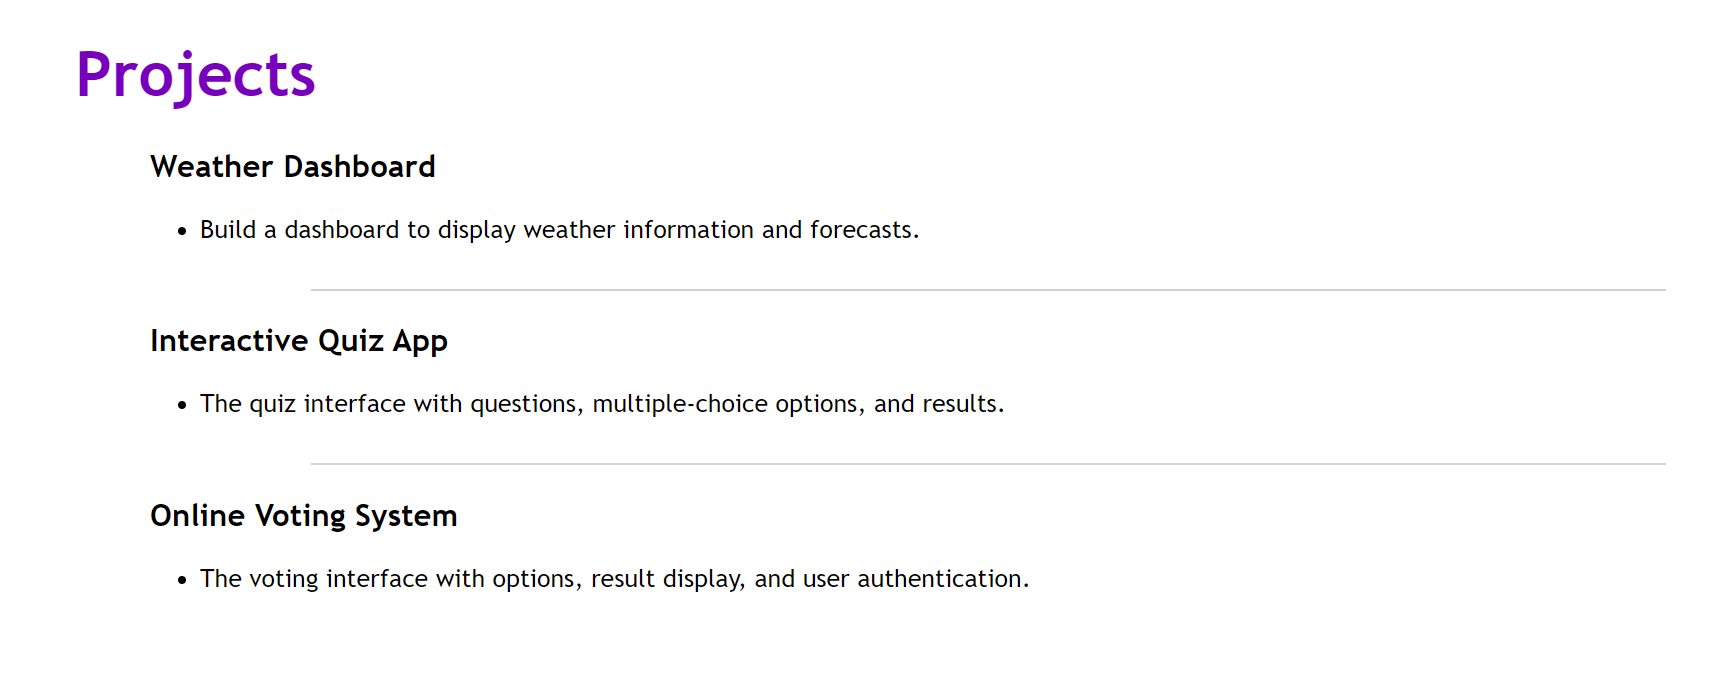 Projects
Weather Dashboard
• Build a dashboard to display weather information and forecasts.
Interactive Quiz App
• The quiz interface with questions, multiple-choice options, and results.
Online Voting System
• The voting interface with options, result display, and user authentication.